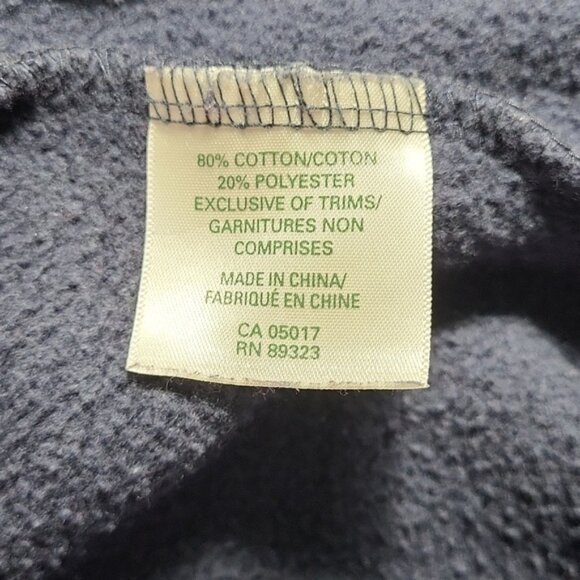 80% COTTON/COTON
20% POLYESTER
EXCLUSIVE OF TRIMS/
GARNITURES NON
COMPRISES
MADE IN CHINA/
FABRIQUÉ EN CHINE
CA 05017
RN 89323